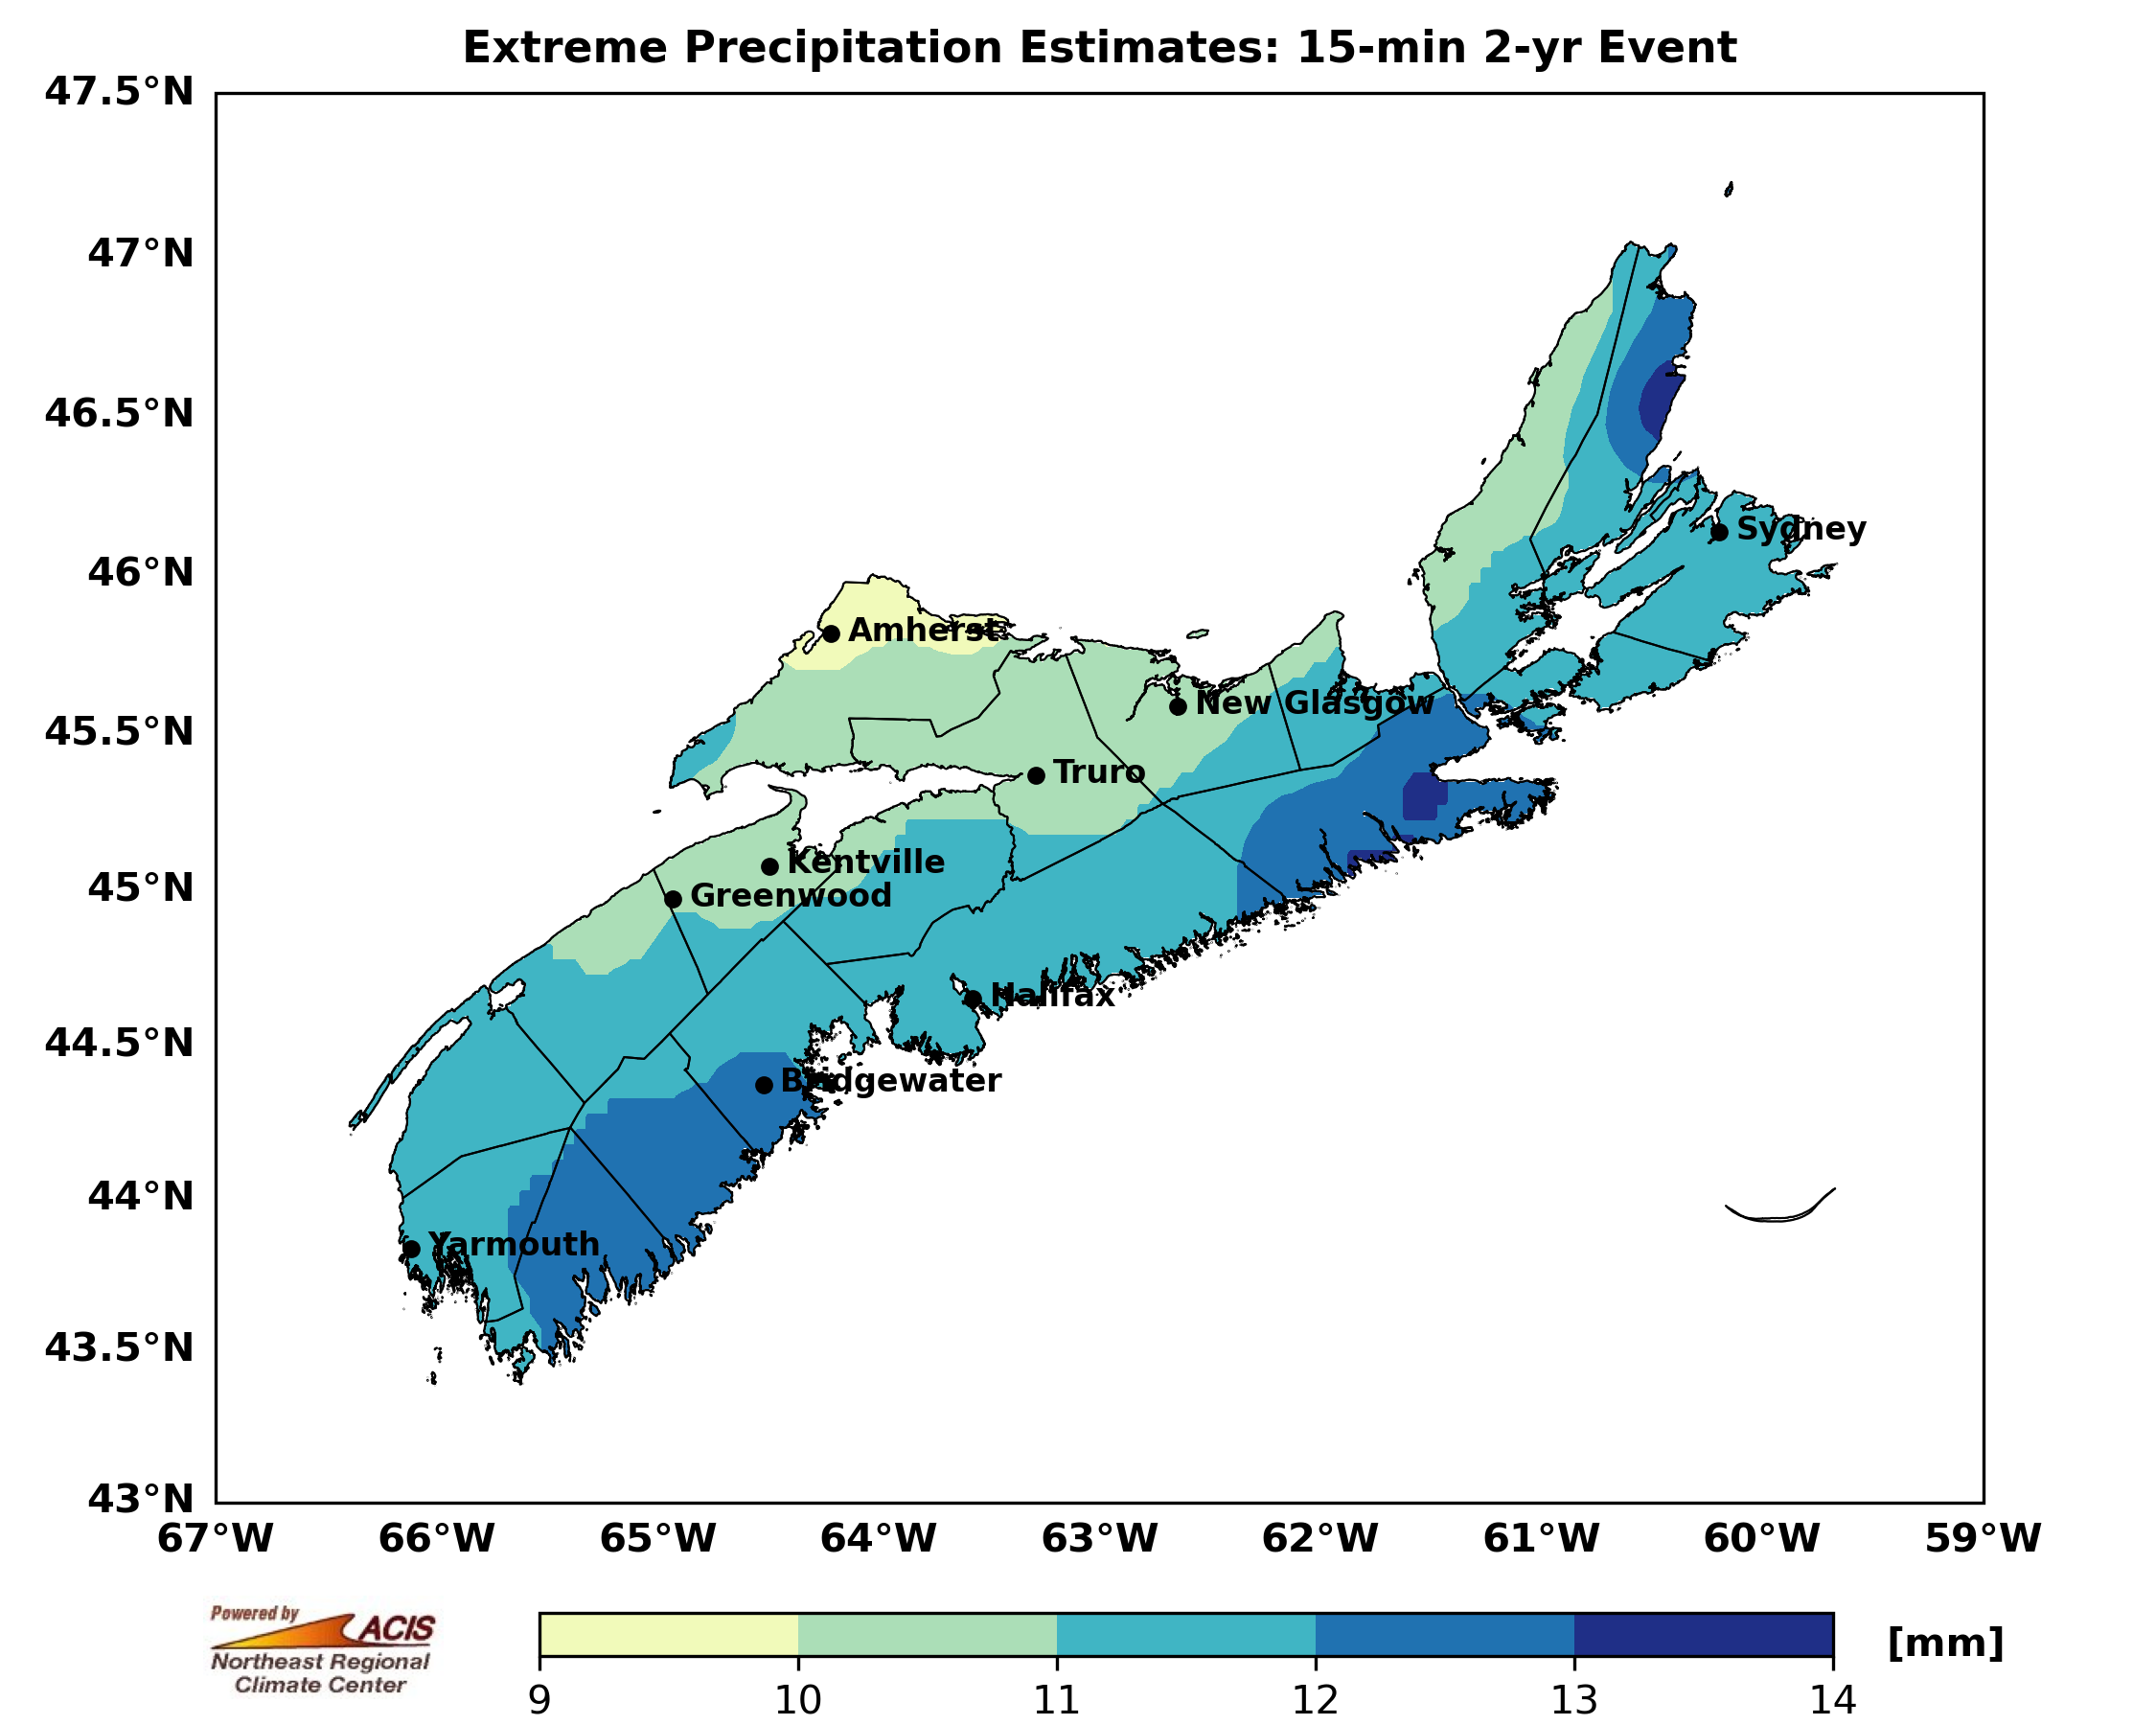 Extreme Precipitation Estimates: 15-min 2-yr Event
47.5°N
47°N
46.5°N
46°N
45.5°N
45°N
44.5°N
44°N
43.5°N
43°N
67°W
66°W
65°W
64°W
63°W
62°W
61°W
60°W
59°W
Sydney
Amherst
New Glasgow
Truro
Kentville
Greenwood
Halifax
Bridgewater
Yarmouth
Powered by
ACIS
Northeast Regional
Climate Center
9
10
11
12
13
14
[mm]